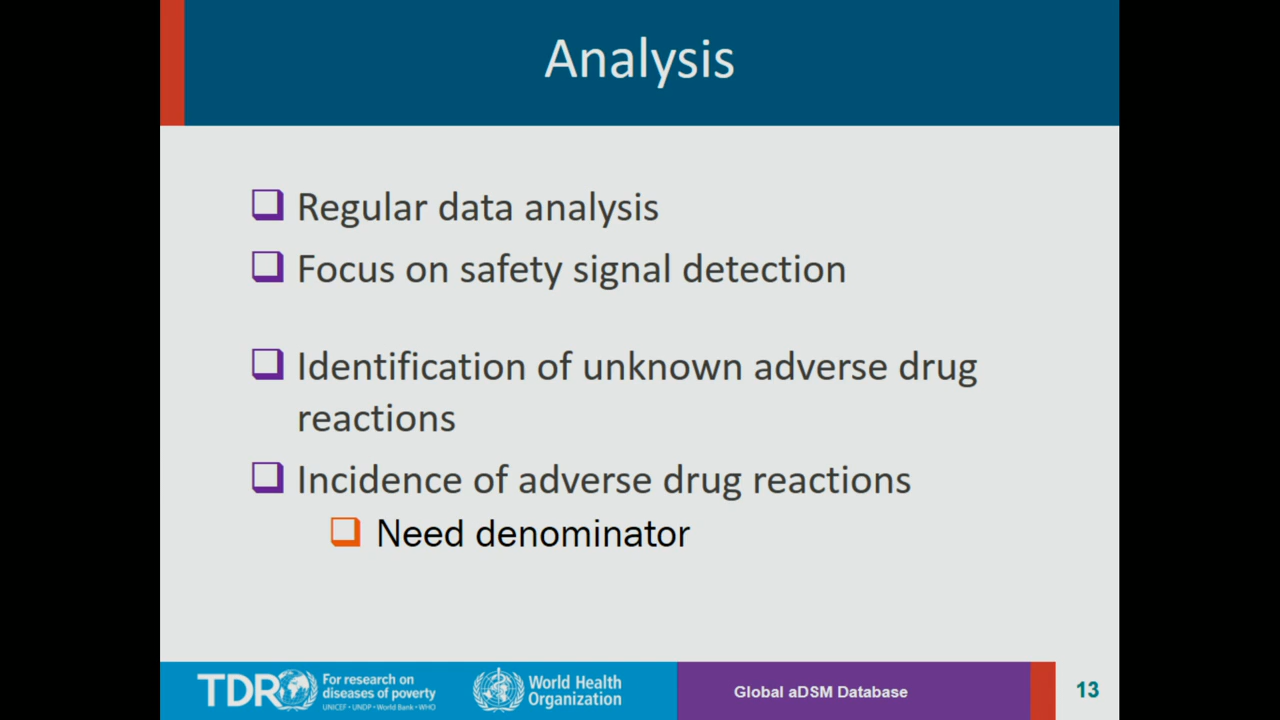 Analysis
Regular data analysis
Focus on safety signal detection
Identification of unknown adverse drug
reactions
Incidence of adverse drug reactions
Need denominator
TDR For research on
diseases of poverty
UNICEF • UNDP • World Bank • WHO
World Health
Organization
Global aDSM Database
13